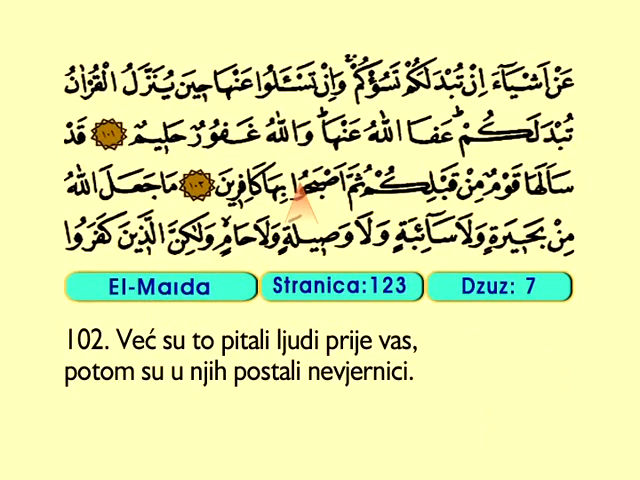 عَنْ اَشْيَٓاءَ اِنْ تُبْدَ لَكُمْ تَسُؤْكُمْۚ وَاِنْ تَسْـَٔلُوا عَنْهَا حِينَ يُنَزَّلُ الْقُرْاٰنُ
تُبْدَ لَكُمْۜ عَفَا اللّٰهُ عَنْهَاۜ وَاللّٰهُ غَفُورٌ حَلِيمٌ ﴿١٠١﴾ قَدْ
سَاَلَهَا قَوْمٌ مِنْ قَبْلِكُمْ ثُمَّ اَصْبَحُوا بِهَا كَافِرِينَ ﴿١٠٢﴾ مَا جَعَلَ اللّٰهُ
مِنْ بَحِيرَةٍ وَلَا سَٓائِبَةٍ وَلَا وَصِيلَةٍ وَلَا حَامٍۙ وَلٰكِنَّ الَّذِينَ كَفَرُوا
El-Maıda Stranica:123 Dzuz: 7
102. Već su to pitali ljudi prije vas,
potom su u njih postali nevjernici.